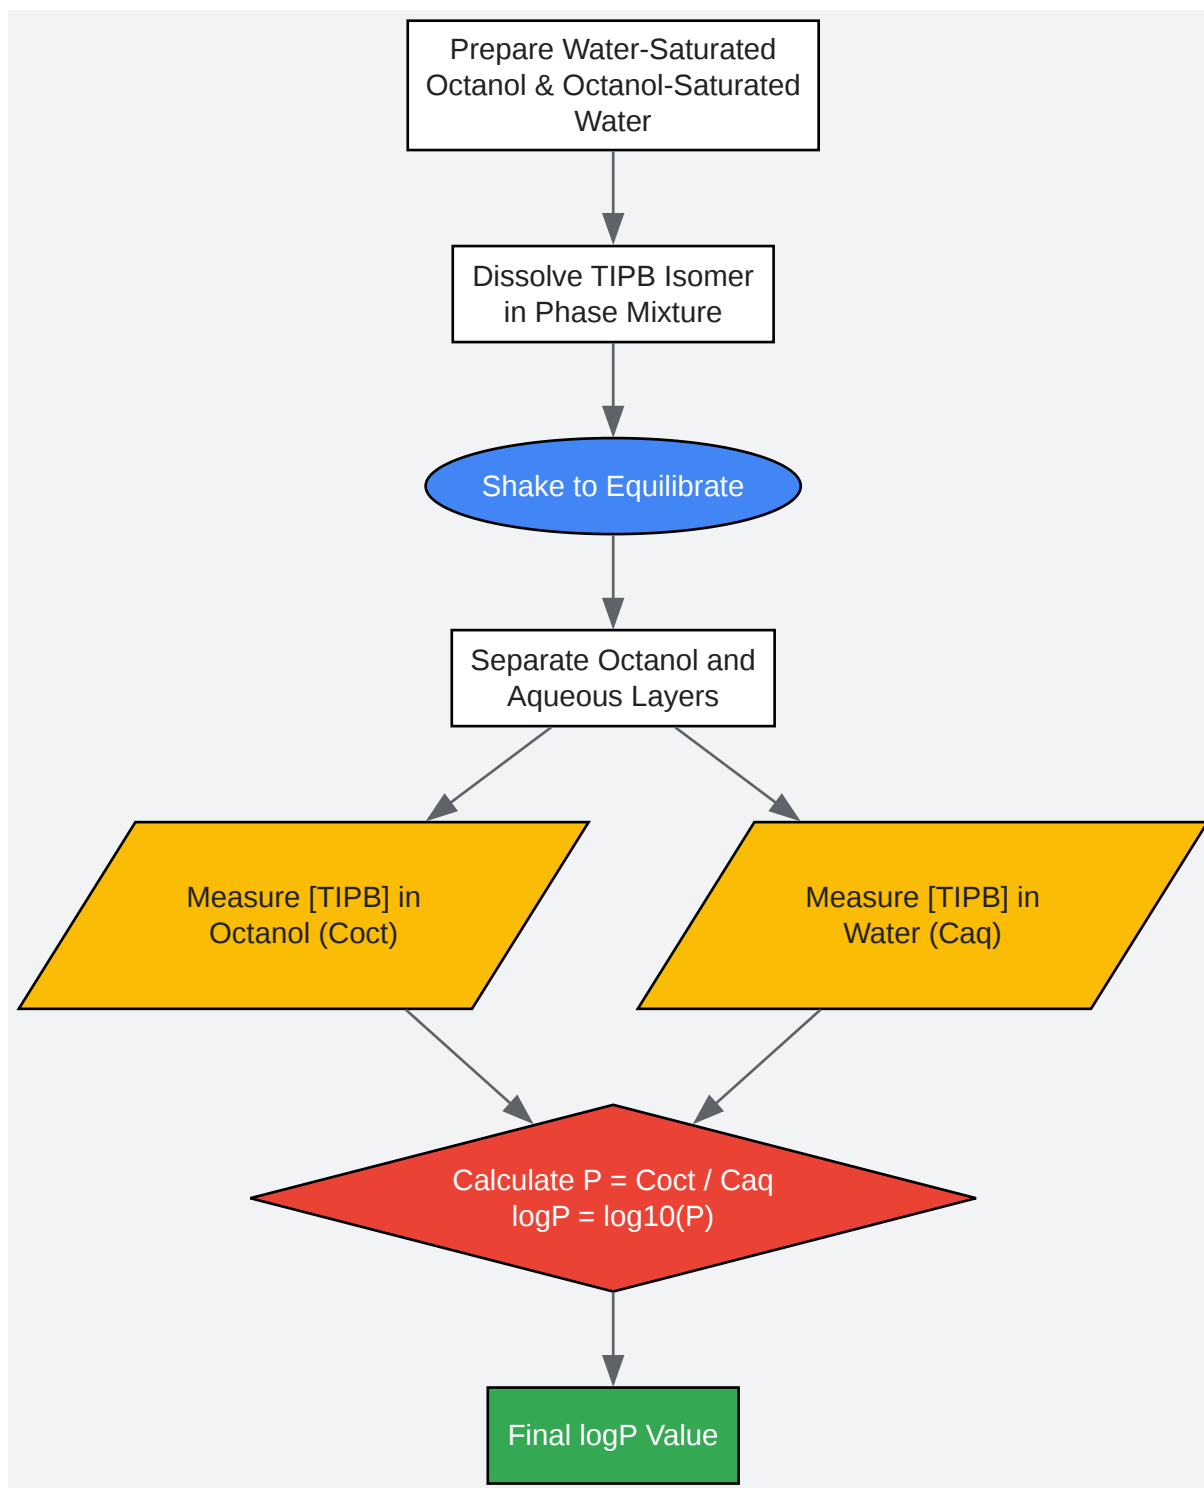 Prepare Water-Saturated
Octanol & Octanol-Saturated
Water
Dissolve TIPB Isomer
in Phase Mixture
Shake to Equilibrate
Separate Octanol and
Aqueous Layers
Measure [TIPB] in
Octanol (Coct)
Measure [TIPB] in
Water (Caq)
Calculate P = Coct / Caq
logP = log10(P)
Final logP Value